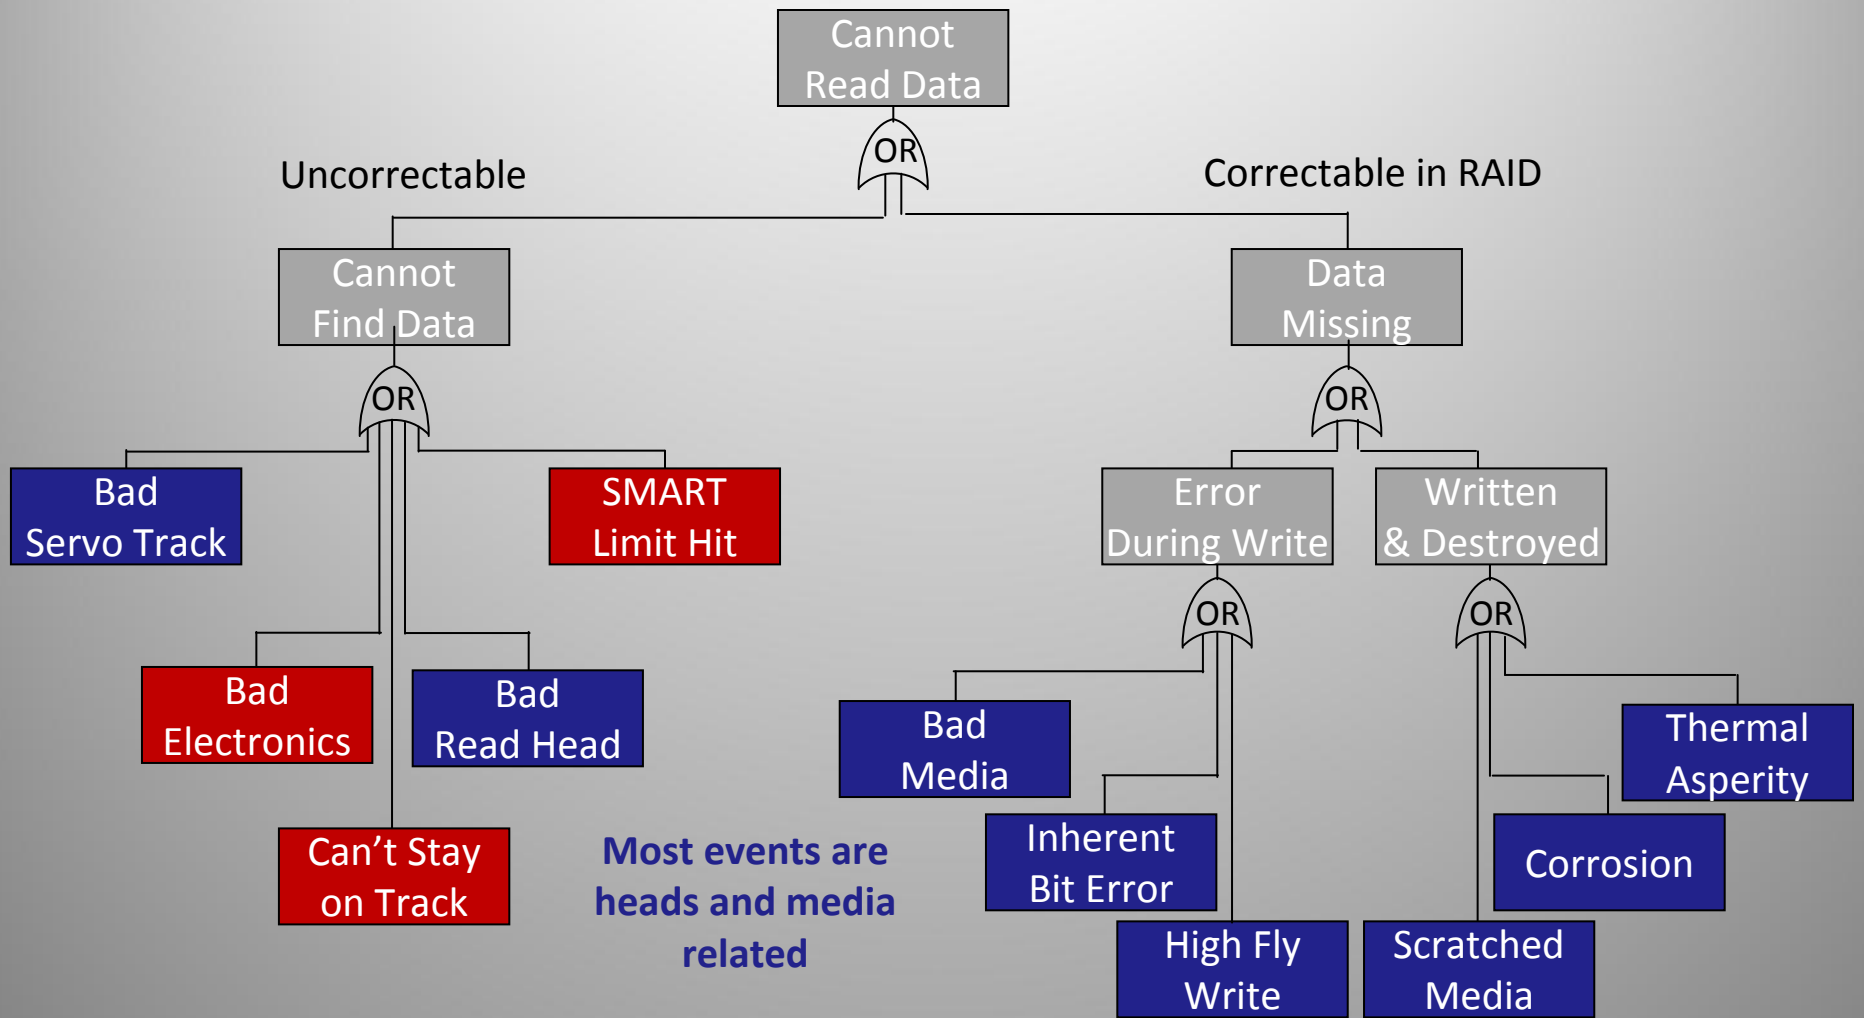 Cannot
Read Data
OR
Uncorrectable
Correctable in RAID
Cannot
Find Data
Data
Missing
OR
OR
Bad
Servo Track
SMART
Limit Hit
Error
During Write
Written
& Destroyed
OR
OR
Bad
Electronics
Bad
Read Head
Bad
Media
Thermal
Asperity
Can’t Stay
on Track
Most events are
heads and media
related
Inherent
Bit Error
Corrosion
High Fly
Write
Scratched
Media